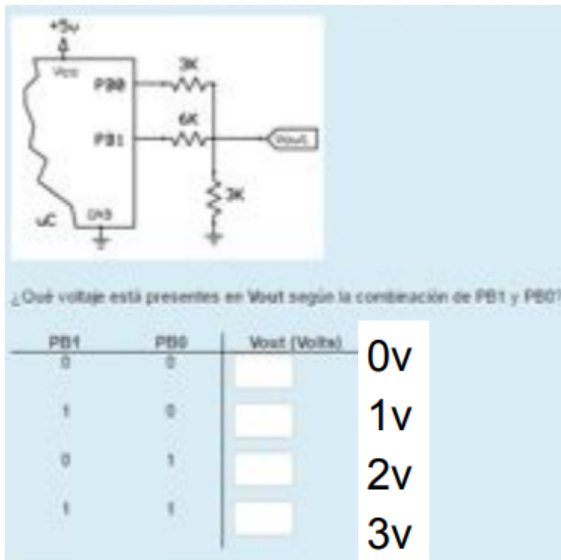 +5v
Vcc
PB0
3K
6K
PB1
Vout
3K
uC
GND
¿Qué voltaje está presentes en Vout según la combinación de PB1 y PB0?
PB1 PB0 Vout (Volts)
0 0 0v
1 0 1v
0 1 2v
1 1 3v